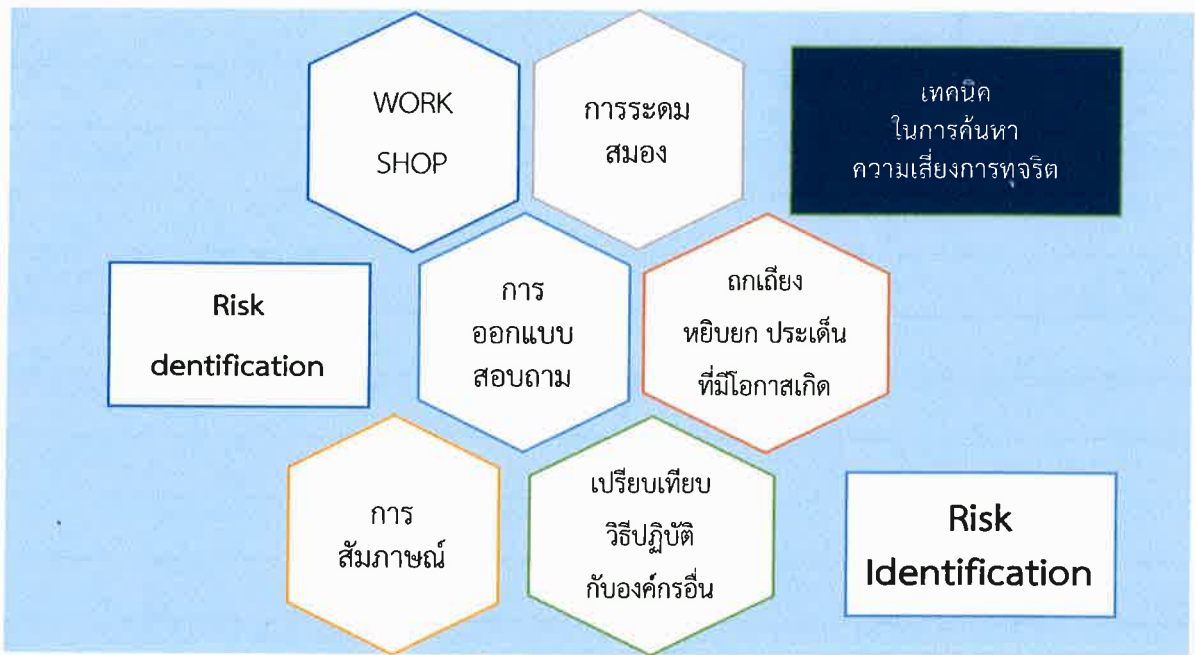 WORK
SHOP
การระดม
สมอง
เทคนิค
ในการค้นหา
ความเสี่ยงการทุจริต
Risk
dentification
การ
ออกแบบ
สอบถาม
ถกเถียง
หยิบยก ประเด็น
ที่มีโอกาสเกิด
การ
สัมภาษณ์
เปรียบเทียบ
วิธีปฏิบัติ
กับองค์กรอื่น
Risk
Identification